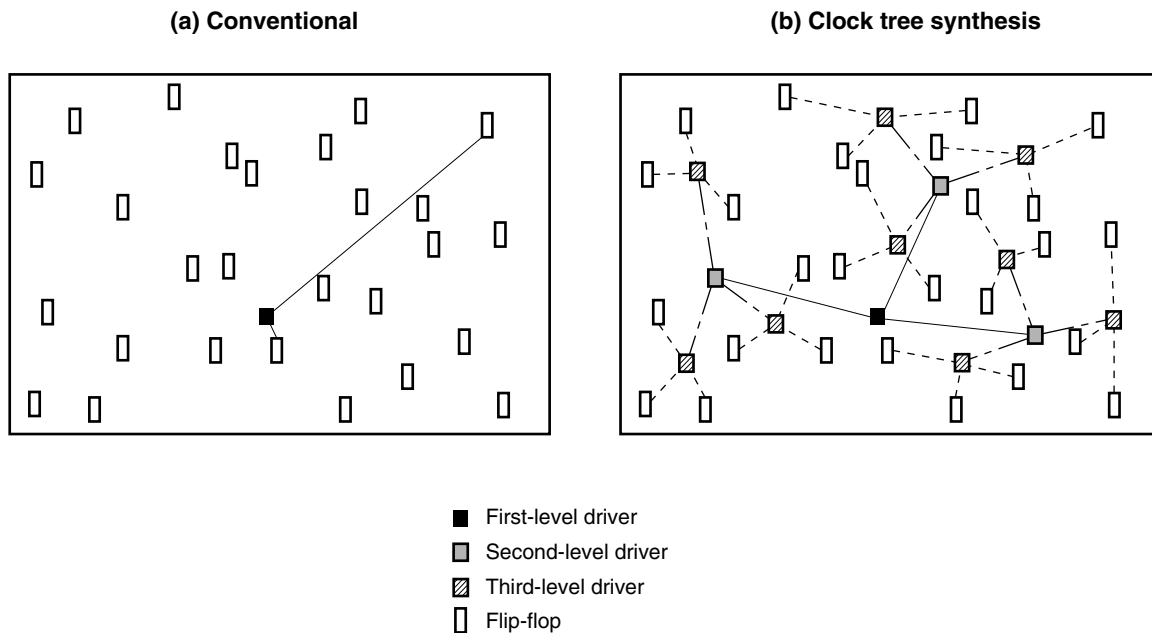 (a) Conventional
(b) Clock tree synthesis
First-level driver
Second-level driver
Third-level driver
Flip-flop